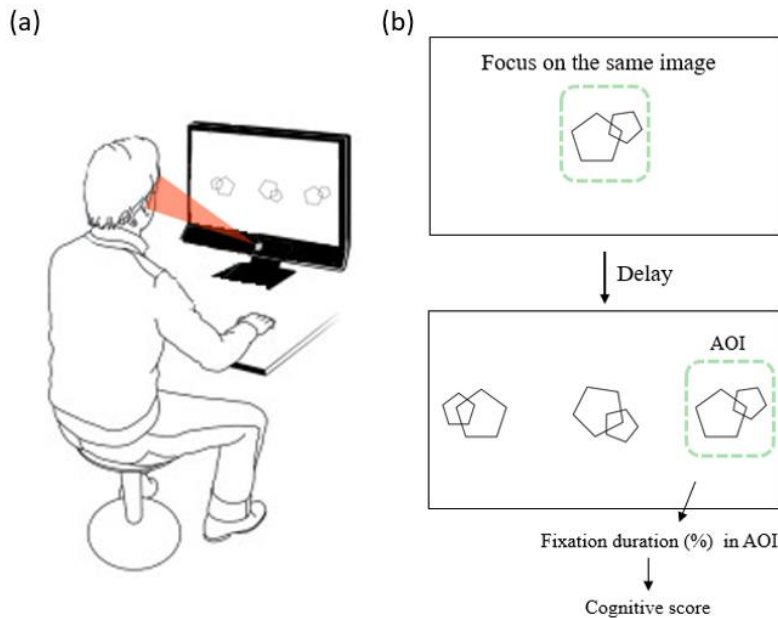 (a)
(b)
Focus on the same image
Delay
AOI
Fixation duration (%) in AOI
Cognitive score